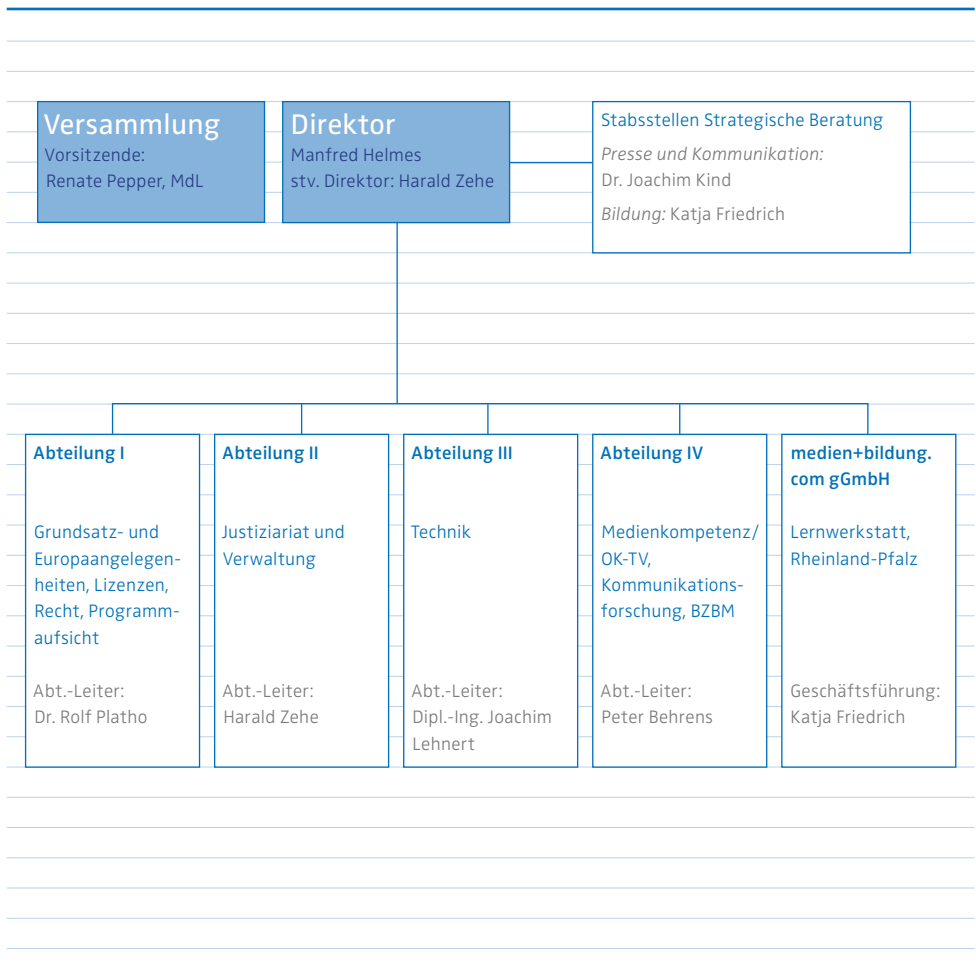 Versammlung
Vorsitzende:
Renate Pepper, MdL
Direktor
Manfred Helmes
stv. Direktor: Harald Zehe
Stabsstellen Strategische Beratung
Presse und Kommunikation:
Dr. Joachim Kind
Bildung: Katja Friedrich
Abteilung I
Grundsatz- und
Europaangelegen-
heiten, Lizenzen,
Recht, Programm-
aufsicht
Abt.-Leiter:
Dr. Rolf Platho
Abteilung II
Justiziariat und
Verwaltung
Abt.-Leiter:
Harald Zehe
Abteilung III
Technik
Abt.-Leiter:
Dipl.-Ing. Joachim
Lehnert
Abteilung IV
Medienkompetenz/
OK-TV,
Kommunikations-
forschung, BZBM
Abt.-Leiter:
Peter Behrens
medien+bildung.
com gGmbH
Lernwerkstatt,
Rheinland-Pfalz
Geschäftsführung:
Katja Friedrich